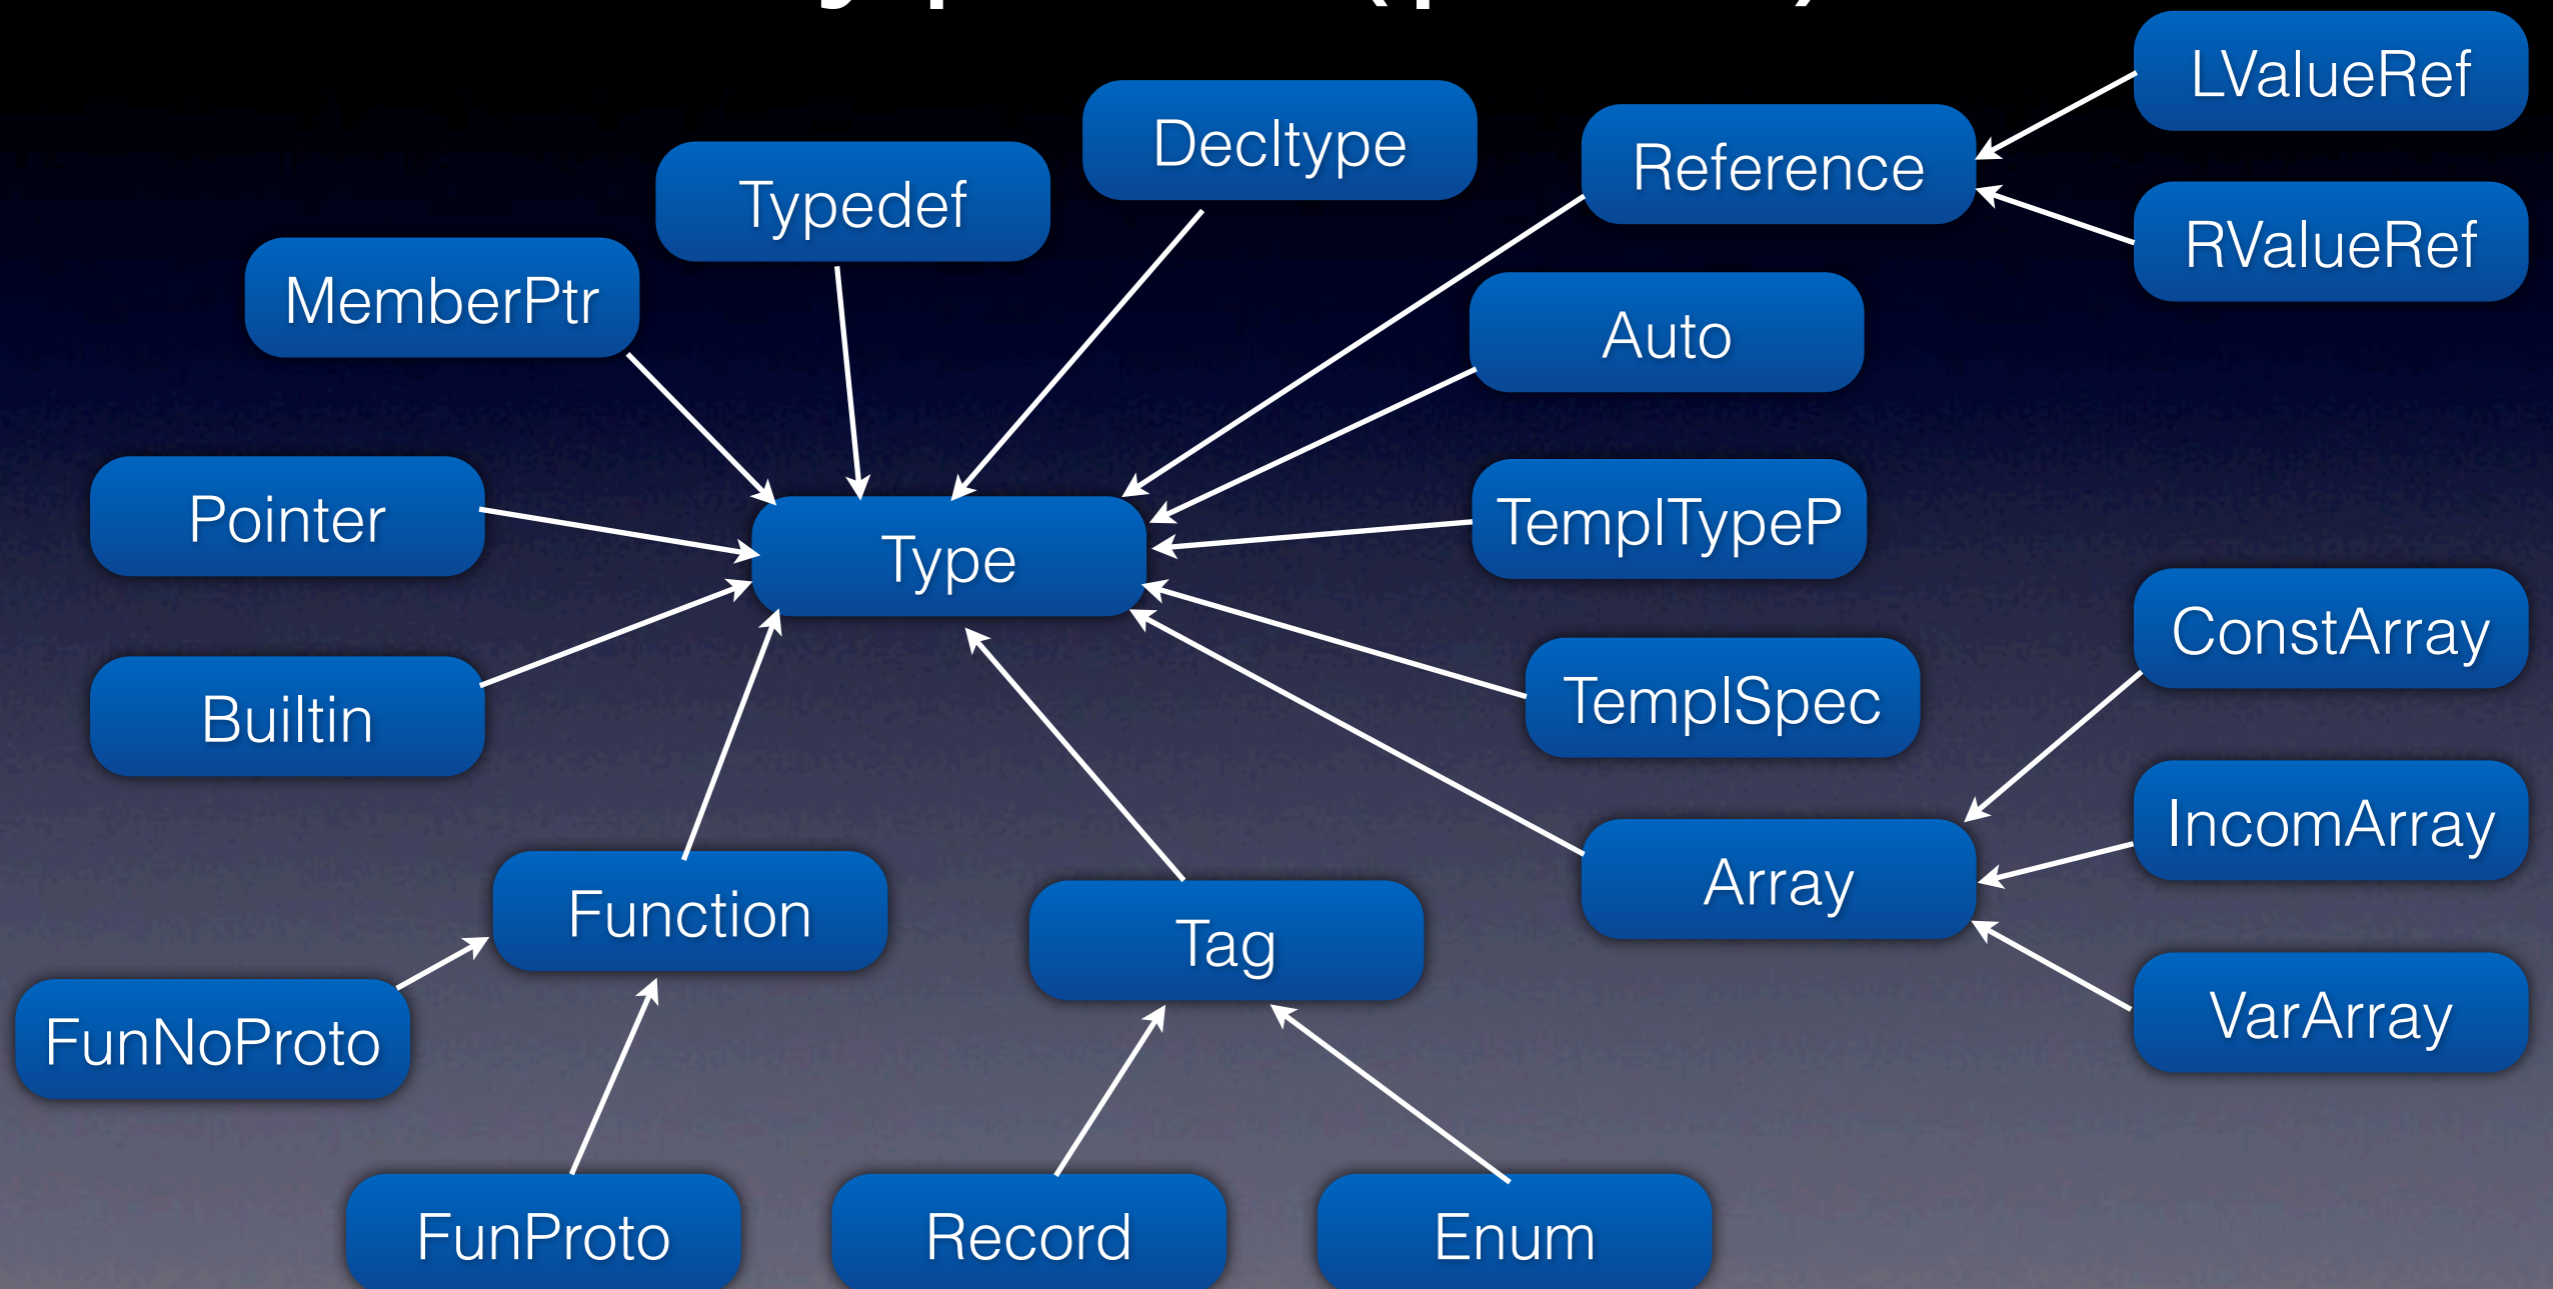 LValueRef
Decltype
Reference
Typedef
RValueRef
MemberPtr
Auto
Pointer
TemplTypeP
Type
ConstArray
TemplSpec
Builtin
IncomArray
Array
Function
Tag
VarArray
FunNoProto
FunProto
Record
Enum